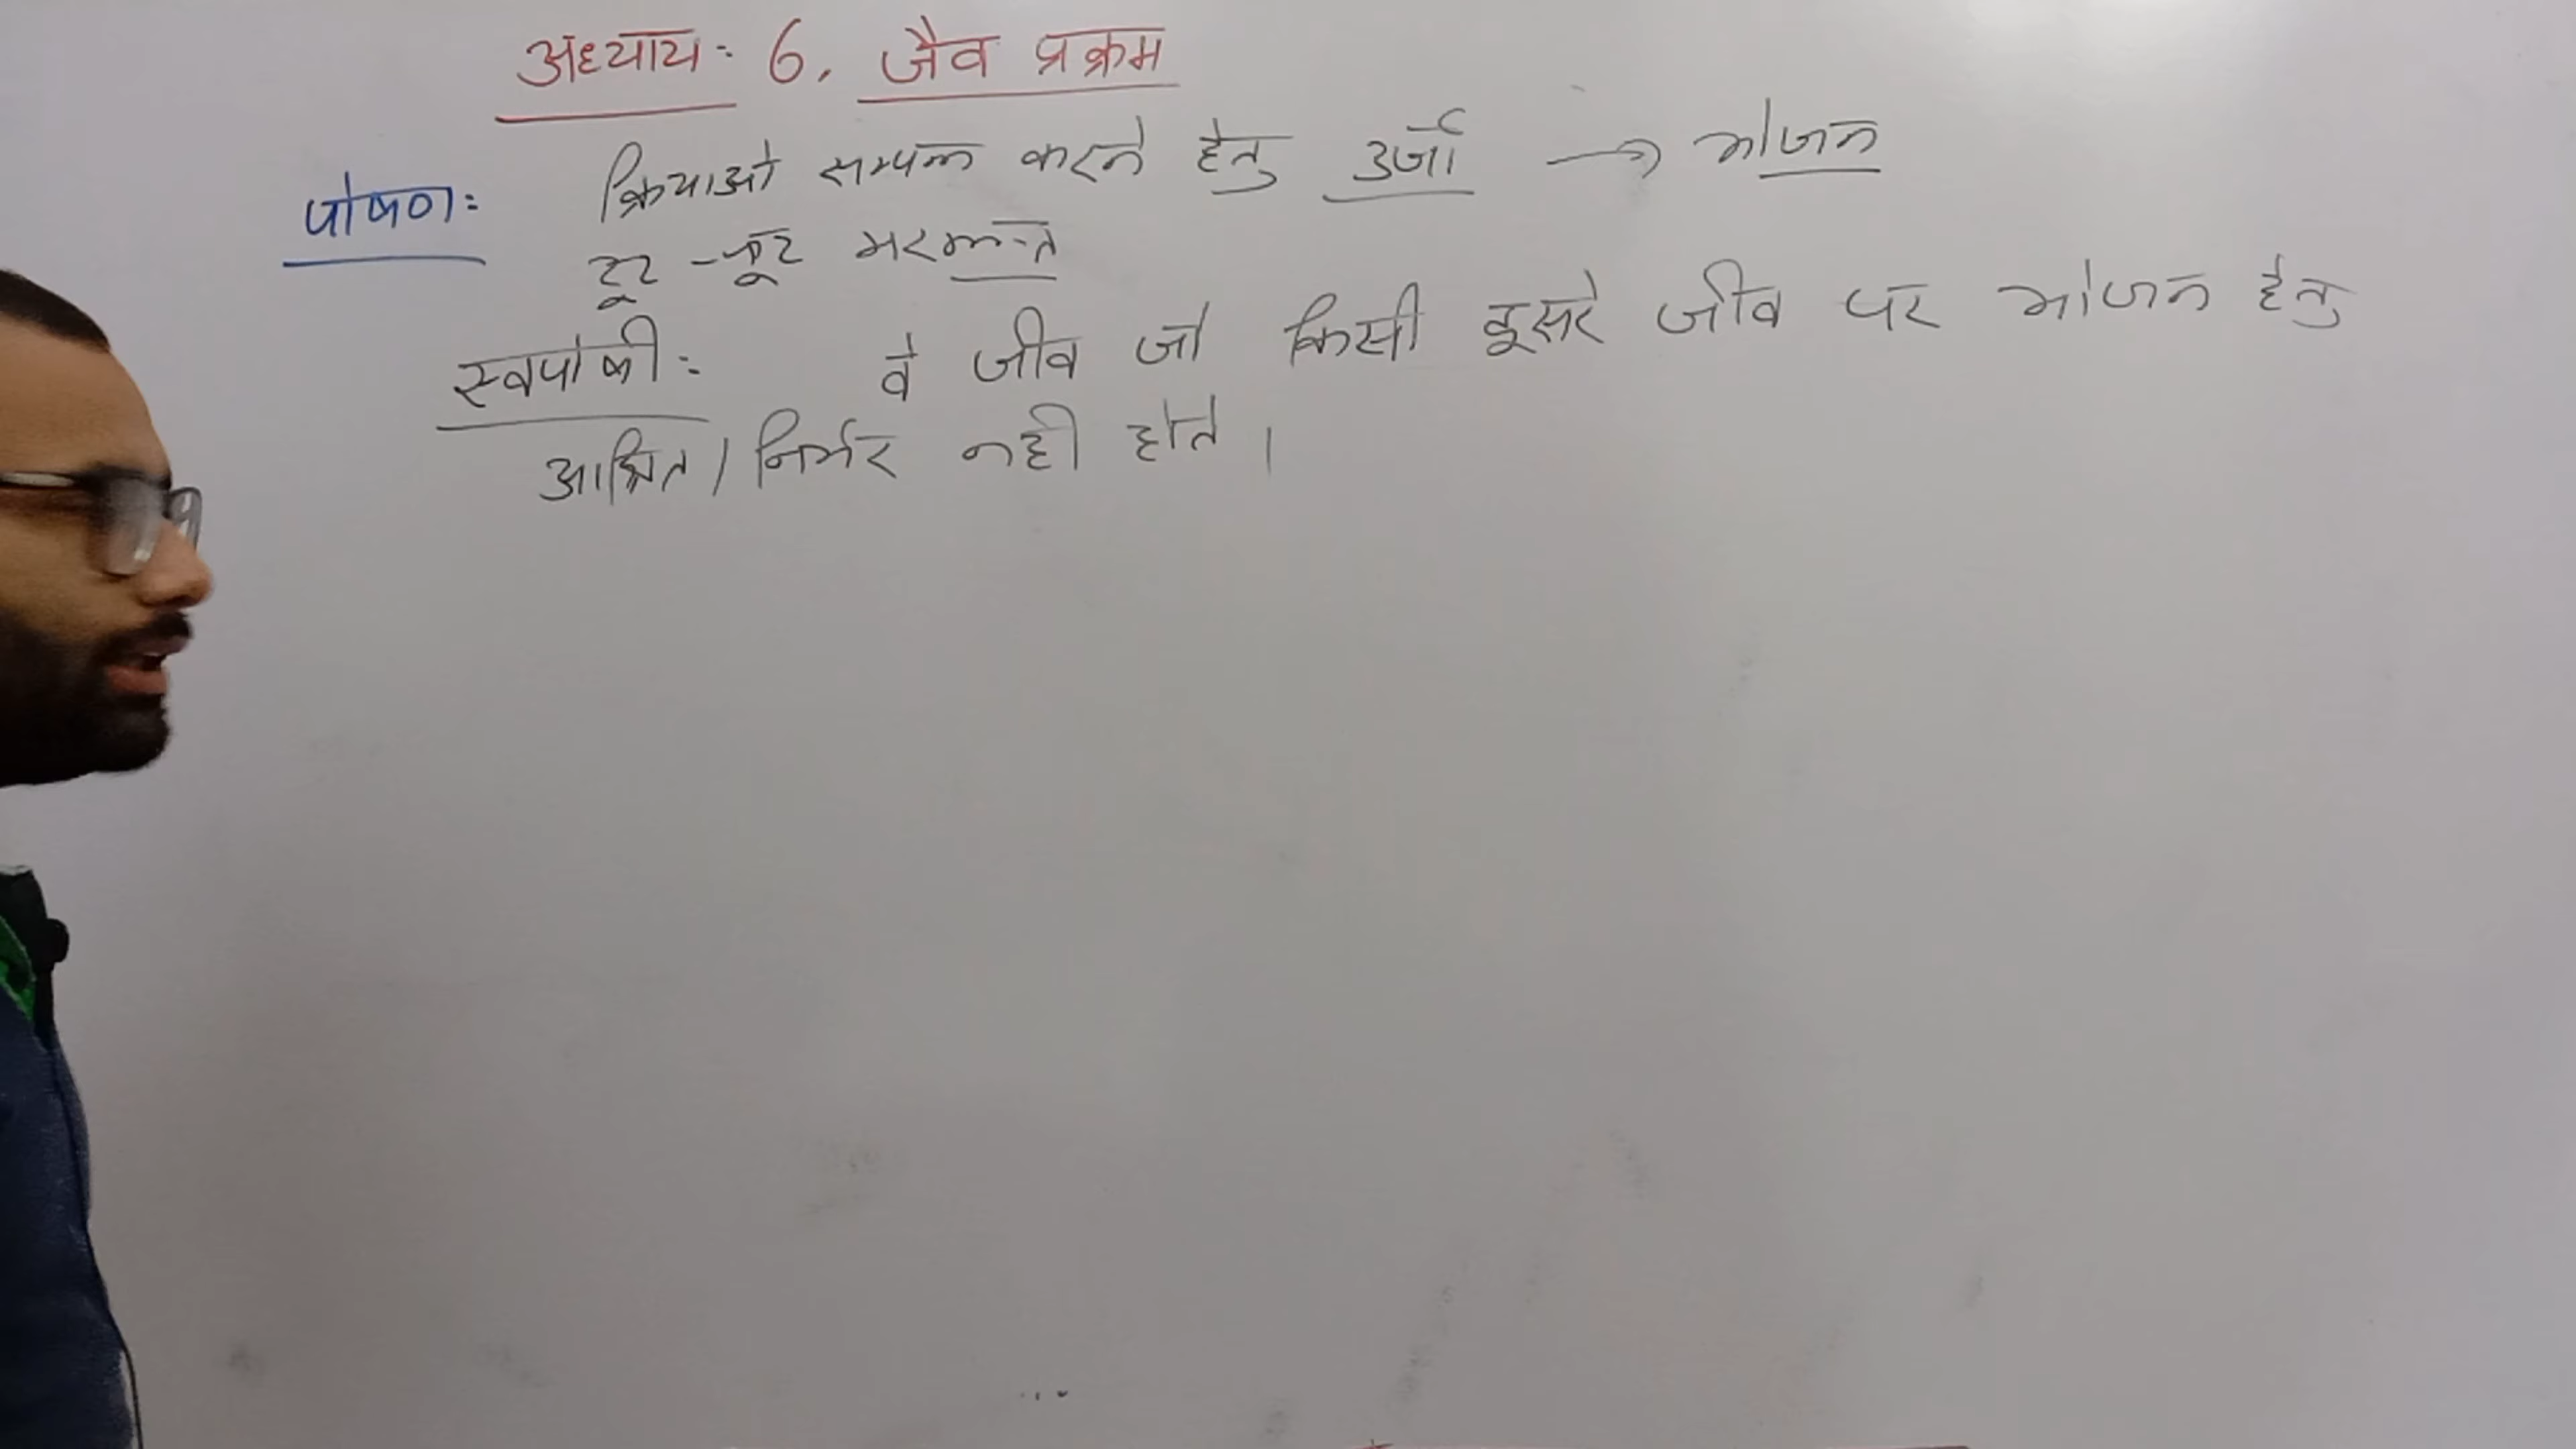 अध्याय:- 6. जैव प्रक्रम
पोषण:- क्रियाओ सम्पन्न करने हेतु उर्जा → भोजन
टूट-फूट मरम्मत
स्वपोषी:- वे जीव जो किसी दूसरे जीव पर भोजन हेतु
आश्रित/निर्भर नही होते।